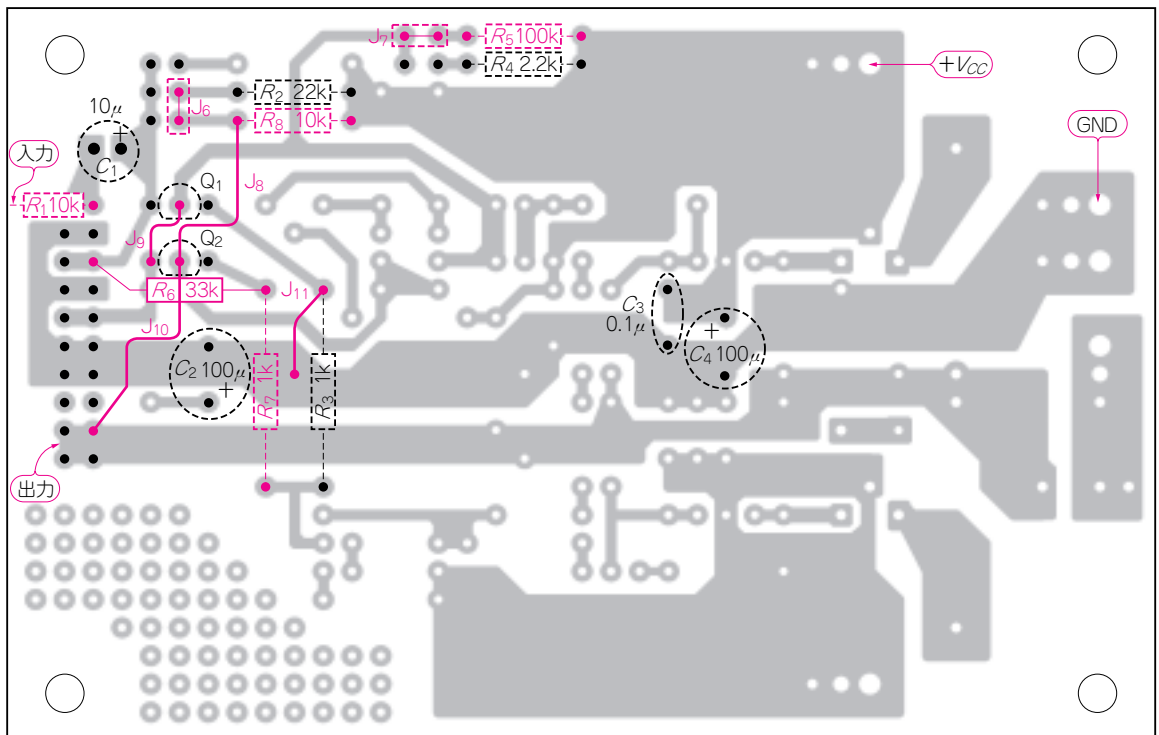 J7
R5 100k
R4 2.2k
+VCC
R2 22k
J6
R8 10k
10μ
+
C1
GND
入力
R1 10k
Q1
J8
J9
Q2
R6 33k
J11
J10
C3
0.1μ
+
C4 100μ
C2 100μ
+
R7 1k
R3 1k
出力